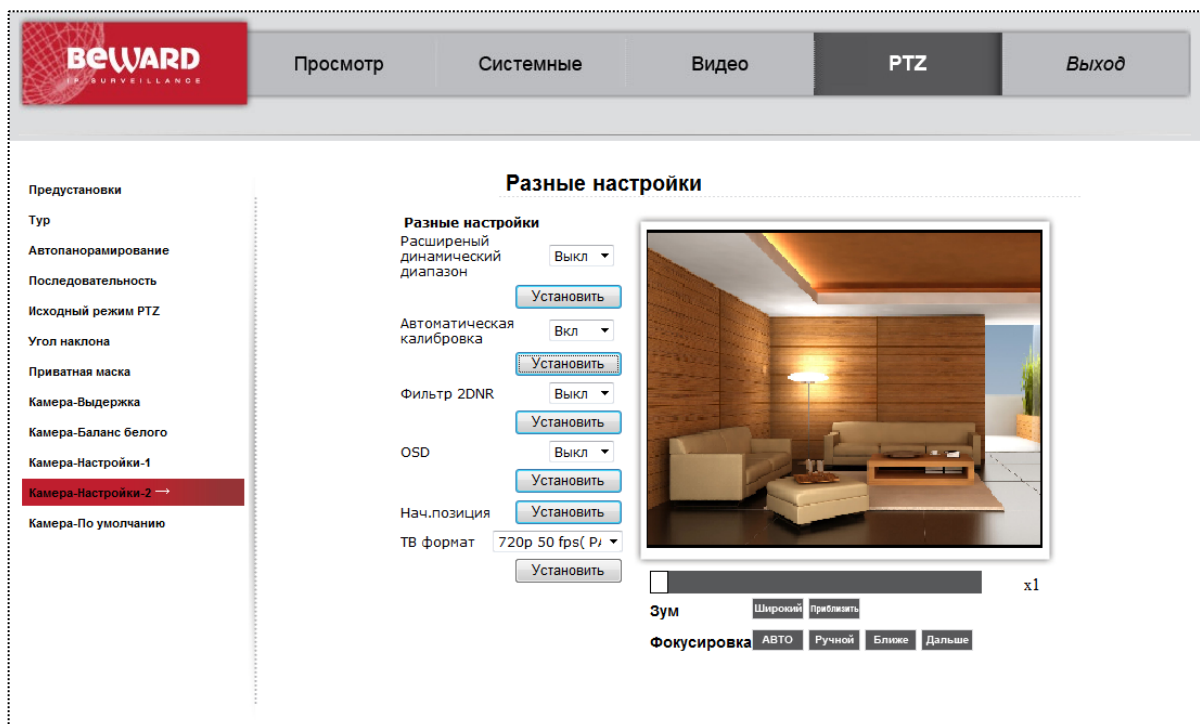 BEWARD
IP SURVEILLANCE
Просмотр
Системные
Видео
PTZ
Выход
Предустановки
Тур
Автопанорамирование
Последовательность
Исходный режим PTZ
Угол наклона
Приватная маска
Камера-Выдержка
Камера-Баланс белого
Камера-Настройки-1
Камера-Настройки-2 →
Камера-По умолчанию
Разные настройки
Разные настройки
Расширеный
динамический
диапазон
Выкл
Установить
Автоматическая
калибровка
Вкл
Установить
Фильтр 2DNR
Выкл
Установить
OSD
Выкл
Установить
Нач.позиция
Установить
ТВ формат
720p 50 fps( PA
Установить
x1
Зум
Широкий
Приблизить
Фокусировка
АВТО
Ручной
Ближе
Дальше